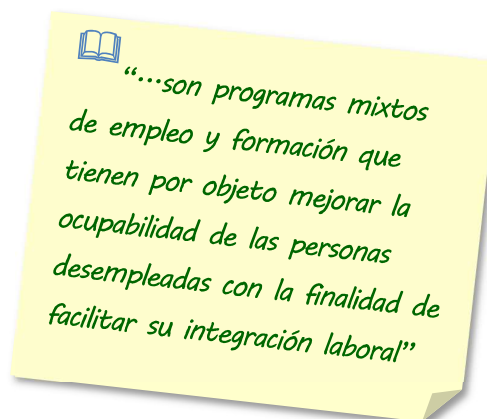 “...son programas mixtos
de empleo y formación que
tienen por objeto mejorar la
ocupabilidad de las personas
desempleadas con la finalidad de
facilitar su integración laboral”